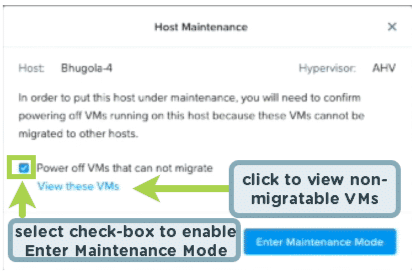 Host Maintenance
Host: Bhugola-4 Hypervisor: AHV
In order to put this host under maintenance, you will need to confirm
powering off VMs running on this host because these VMs cannot be
migrated to other hosts.
Power off VMs that can not migrate
View these VMs
click to view non-
migratable VMs
select check-box to enable
Enter Maintenance Mode
Enter Maintenance Mode